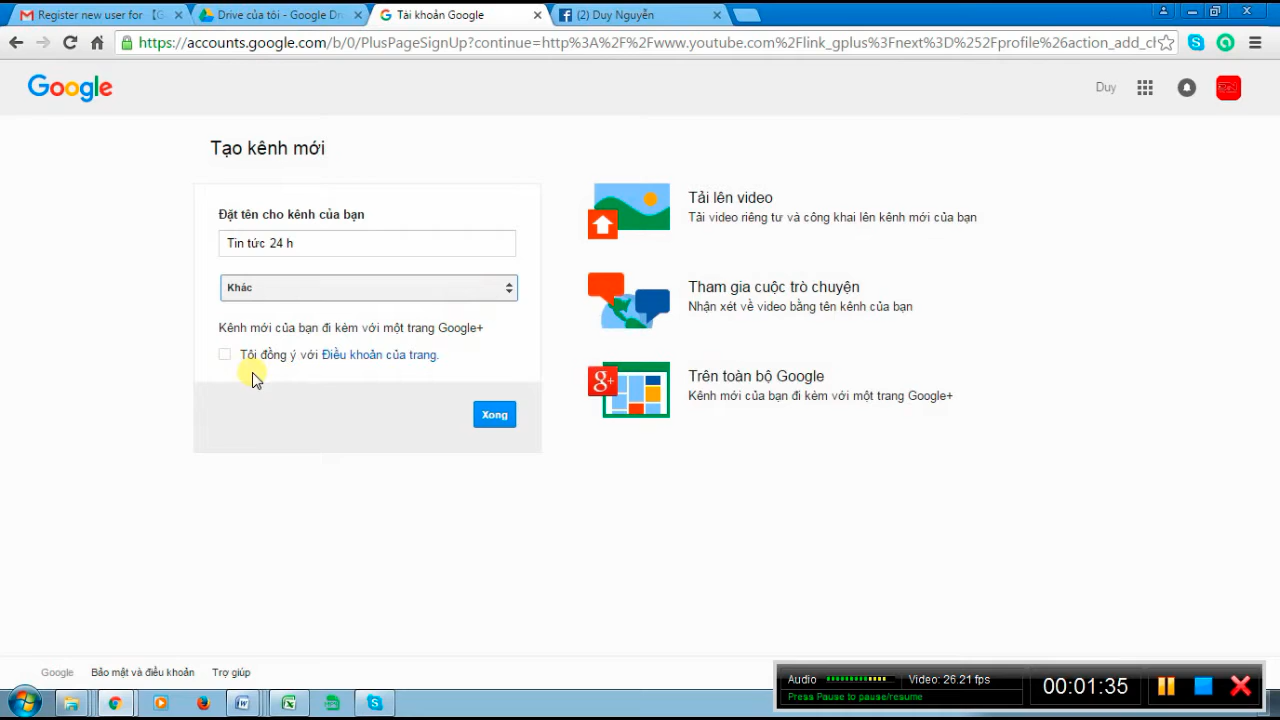 Register new user for [G
Drive của tôi - Google Dr
Tài khoản Google
(2) Duy Nguyễn
https://accounts.google.com/b/0/PlusPageSignUp?continue=http%3A%2F%2Fwww.youtube.com%2Flink_gplus%3Fnext%3D%252Fprofile%26action_add_cl
Google
Duy
Tạo kênh mới
Đặt tên cho kênh của bạn
Tin tức 24 h
Khác
Kênh mới của bạn đi kèm với một trang Google+
Tôi đồng ý với Điều khoản của trang.
Xong
Tải lên video
Tải video riêng tư và công khai lên kênh mới của bạn
Tham gia cuộc trò chuyện
Nhận xét về video bằng tên kênh của bạn
g+
Trên toàn bộ Google
Kênh mới của bạn đi kèm với một trang Google+
Google Bảo mật và điều khoản Trợ giúp
Audio Video: 26.21 fps
Press Pause to pause/resume
00:01:35